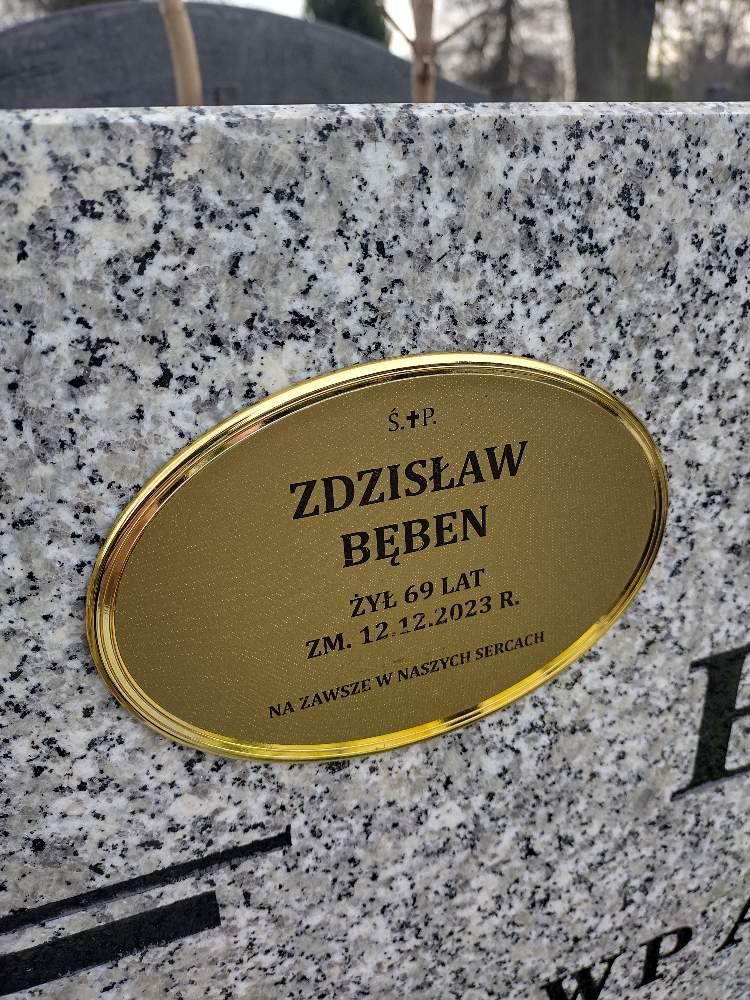 Ś.✝P.
ZDZISŁAW
BĘBEN
ŻYŁ 69 LAT
ZM. 12.12.2023 R.
NA ZAWSZE W NASZYCH SERCACH